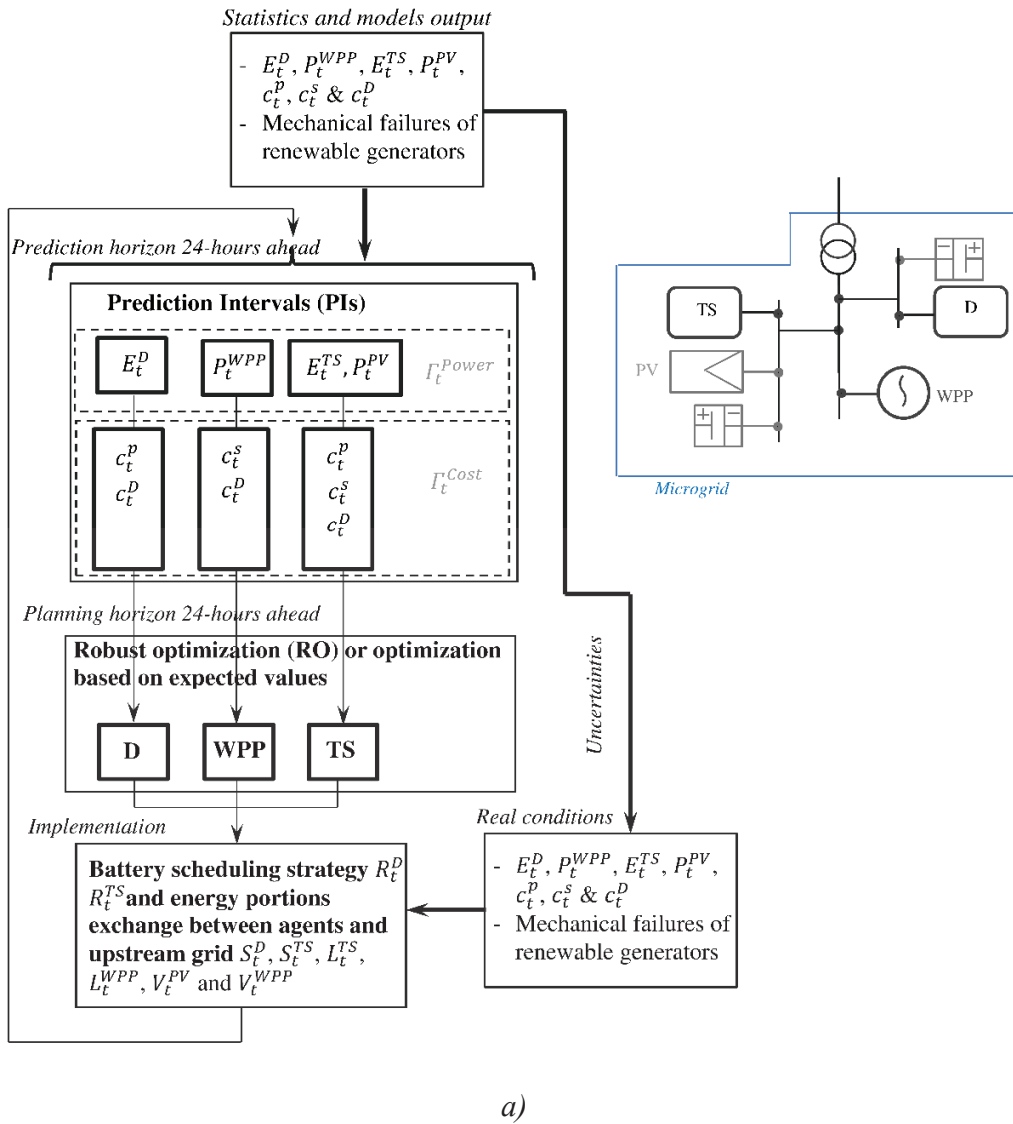 Statistics and models output
- E_t^D, P_t^{WPP}, E_t^{TS}, P_t^{PV},
c_t^p, c_t^s & c_t^D
- Mechanical failures of
renewable generators
Prediction horizon 24-hours ahead
Prediction Intervals (PIs)
E_t^D
P_t^{WPP}
E_t^{TS}, P_t^{PV}
Γ_t^{Power}
c_t^p
c_t^D
c_t^s
c_t^D
c_t^p
c_t^s
c_t^D
Γ_t^{Cost}
Planning horizon 24-hours ahead
Robust optimization (RO) or optimization
based on expected values
D
WPP
TS
Implementation
Battery scheduling strategy R_t^D
R_t^{TS} and energy portions
exchange between agents and
upstream grid S_t^D, S_t^{TS}, L_t^{TS},
L_t^{WPP}, V_t^{PV} and V_t^{WPP}
Uncertainties
Real conditions
- E_t^D, P_t^{WPP}, E_t^{TS}, P_t^{PV},
c_t^p, c_t^s & c_t^D
- Mechanical failures of
renewable generators
TS
PV
+ −
− +
D
WPP
Microgrid
a)